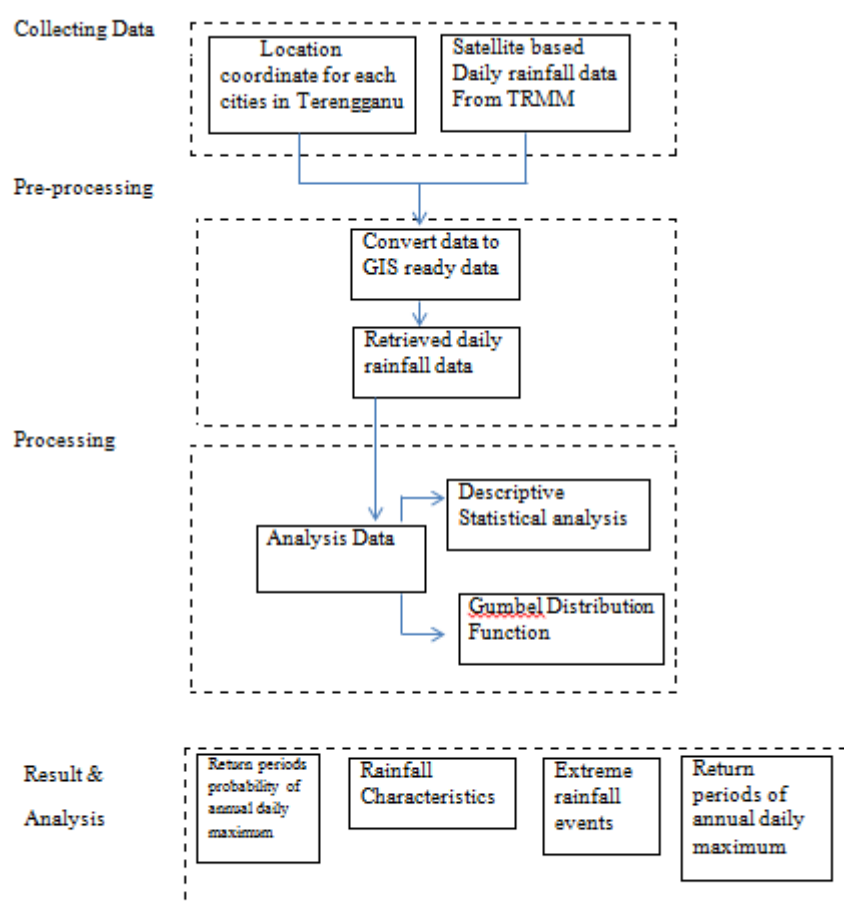 Collecting Data
Location
coordinate for each
cities in Terengganu
Satellite based
Daily rainfall data
From TRMM
Pre-processing
Convert data to
GIS ready data
Retrieved daily
rainfall data
Processing
Descriptive
Statistical analysis
Analysis Data
Gumbel Distribution
Function
Result &
Analysis
Return periods
probability of
annual daily
maximum
Rainfall
Characteristics
Extreme
rainfall
events
Return
periods of
annual daily
maximum